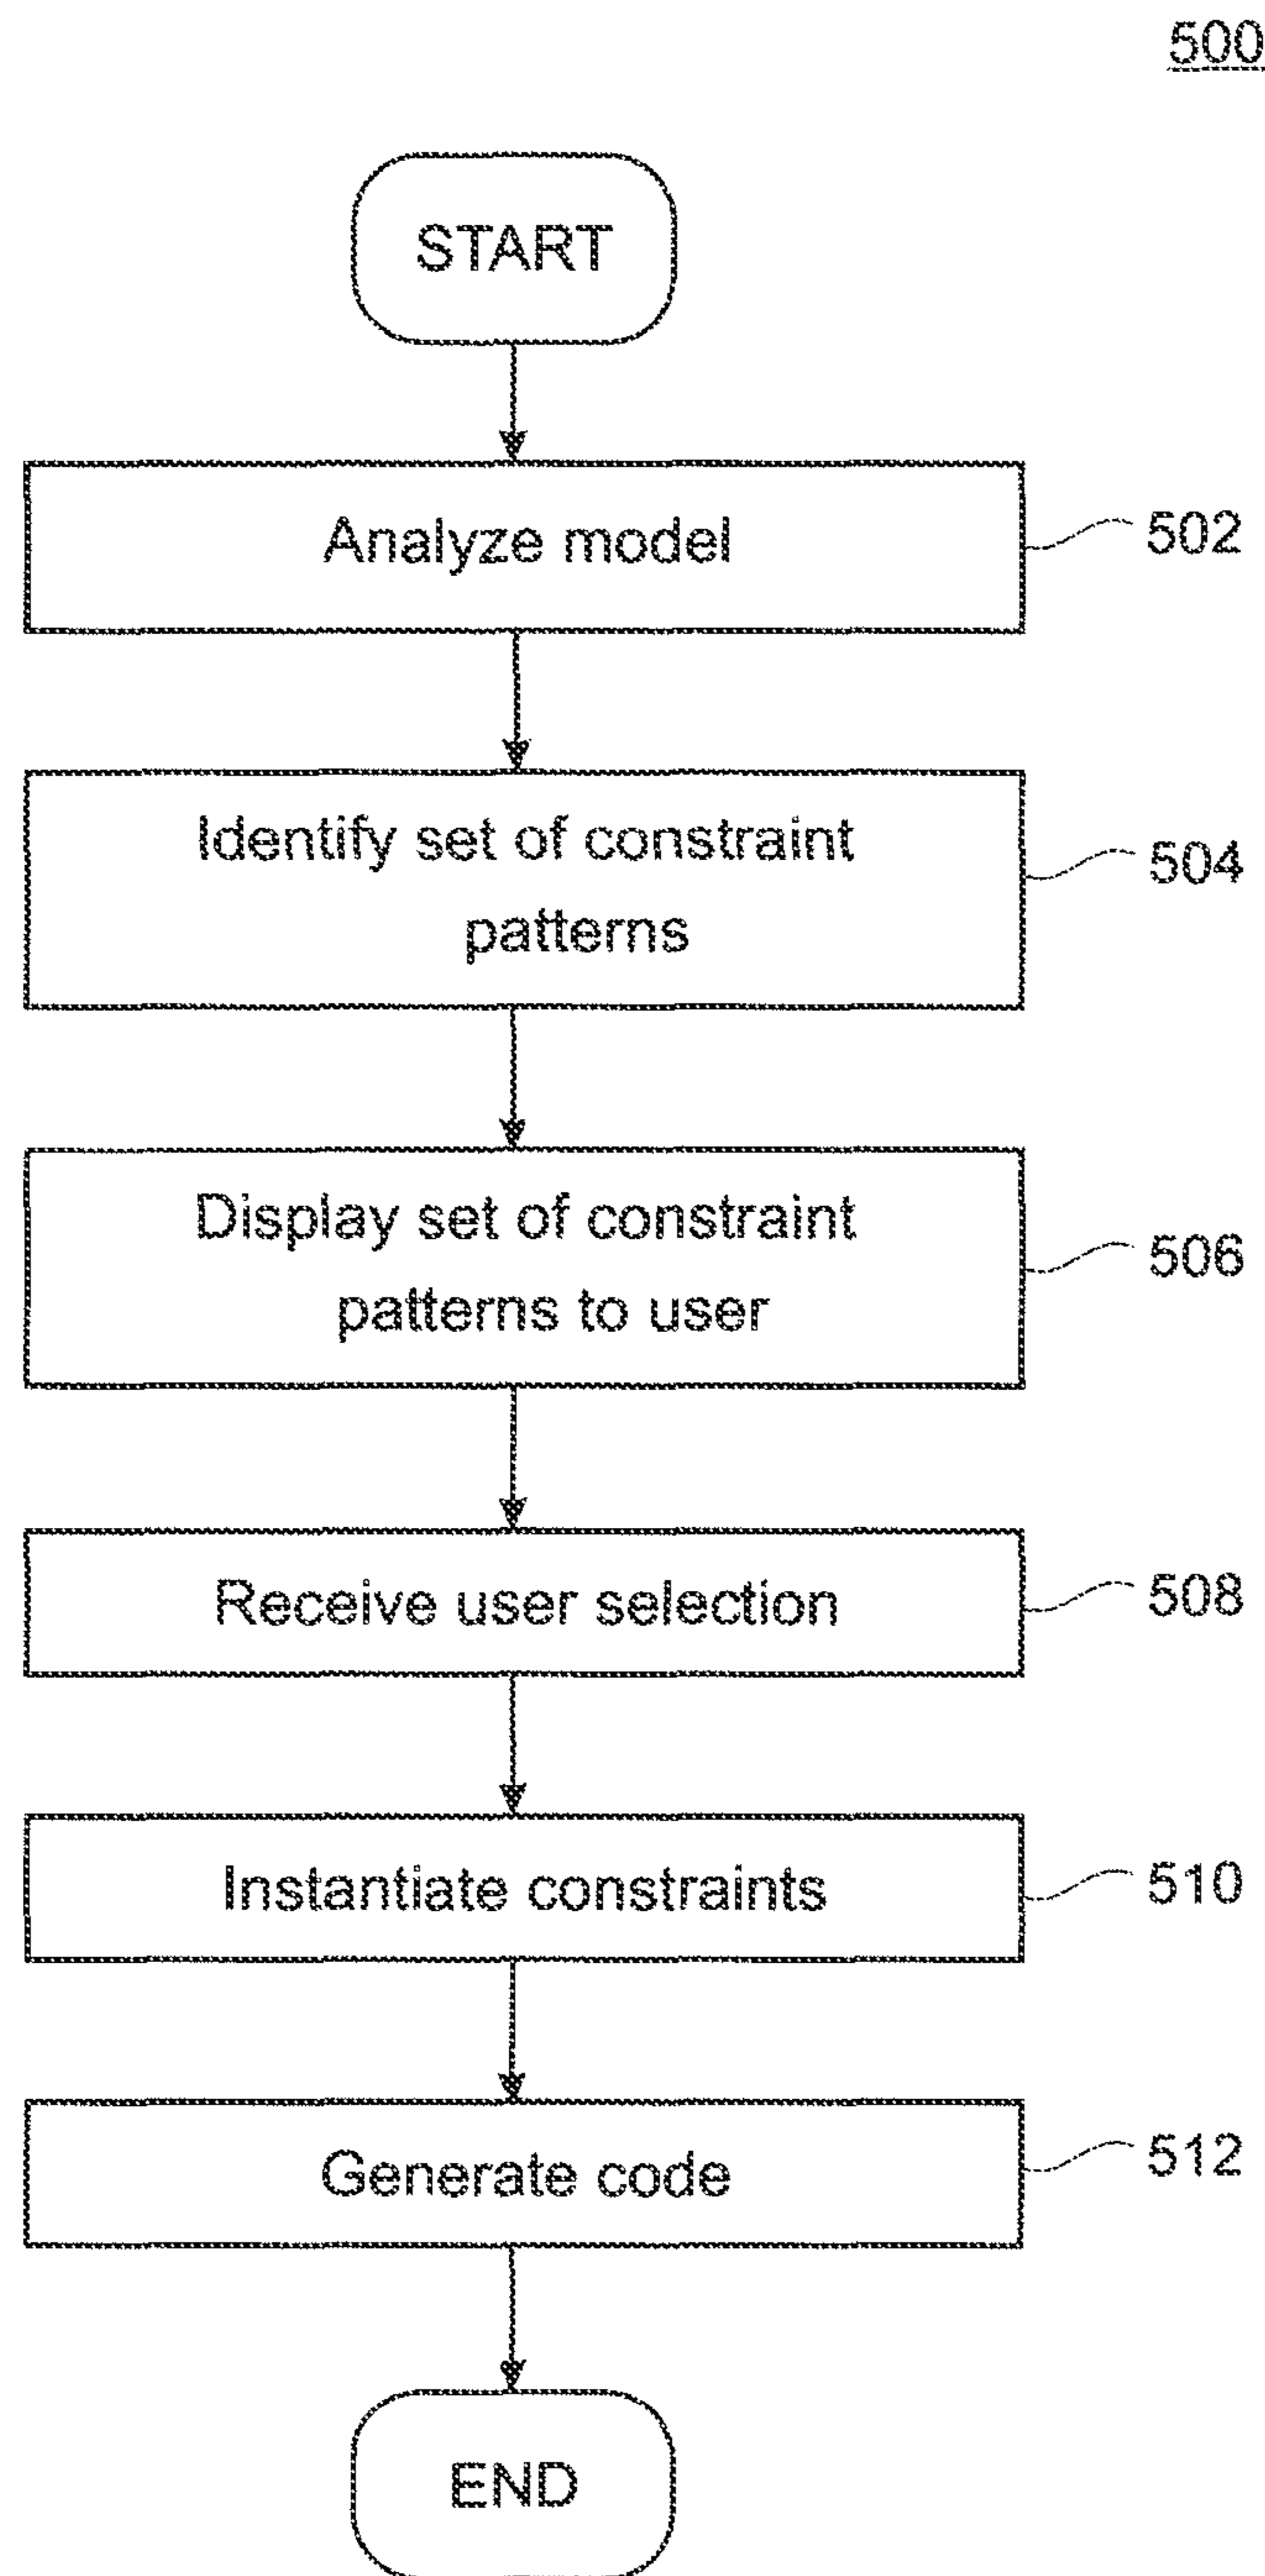 500
START
Analyze model
502
Identify set of constraint
patterns
504
Display set of constraint
patterns to user
506
Receive user selection
508
Instantiate constraints
510
Generate code
512
END